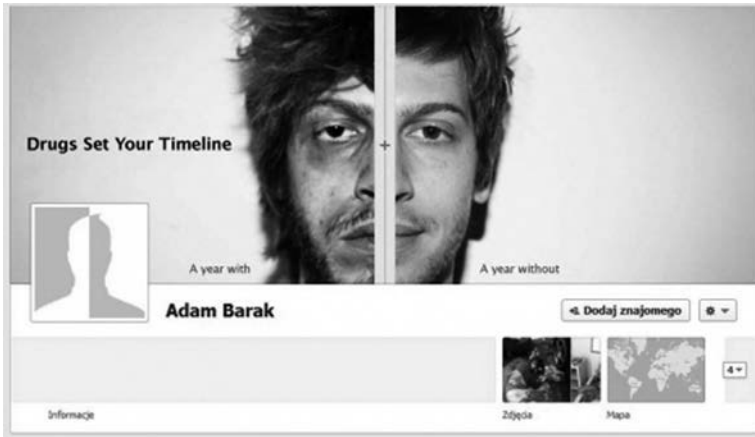 Drugs Set Your Timeline
A year with
A year without
Adam Barak
Dodaj znajomego
Informacje
Zdjęcia
Mapa
4